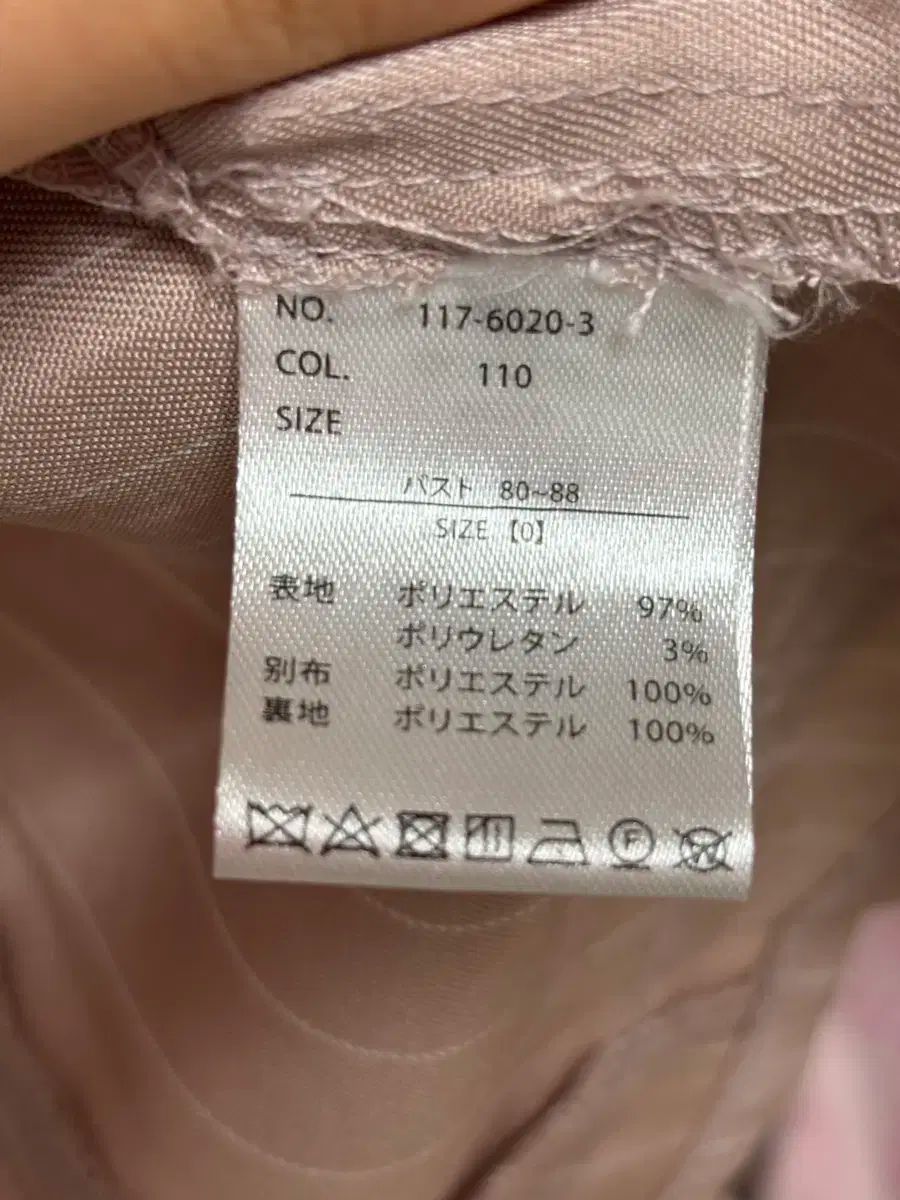 NO. 117-6020-3
COL. 110
SIZE
バスト 80~88
SIZE【0】
表地 ポリエステル 97%
ポリウレタン 3%
別布 ポリエステル 100%
裏地 ポリエステル 100%
F
W